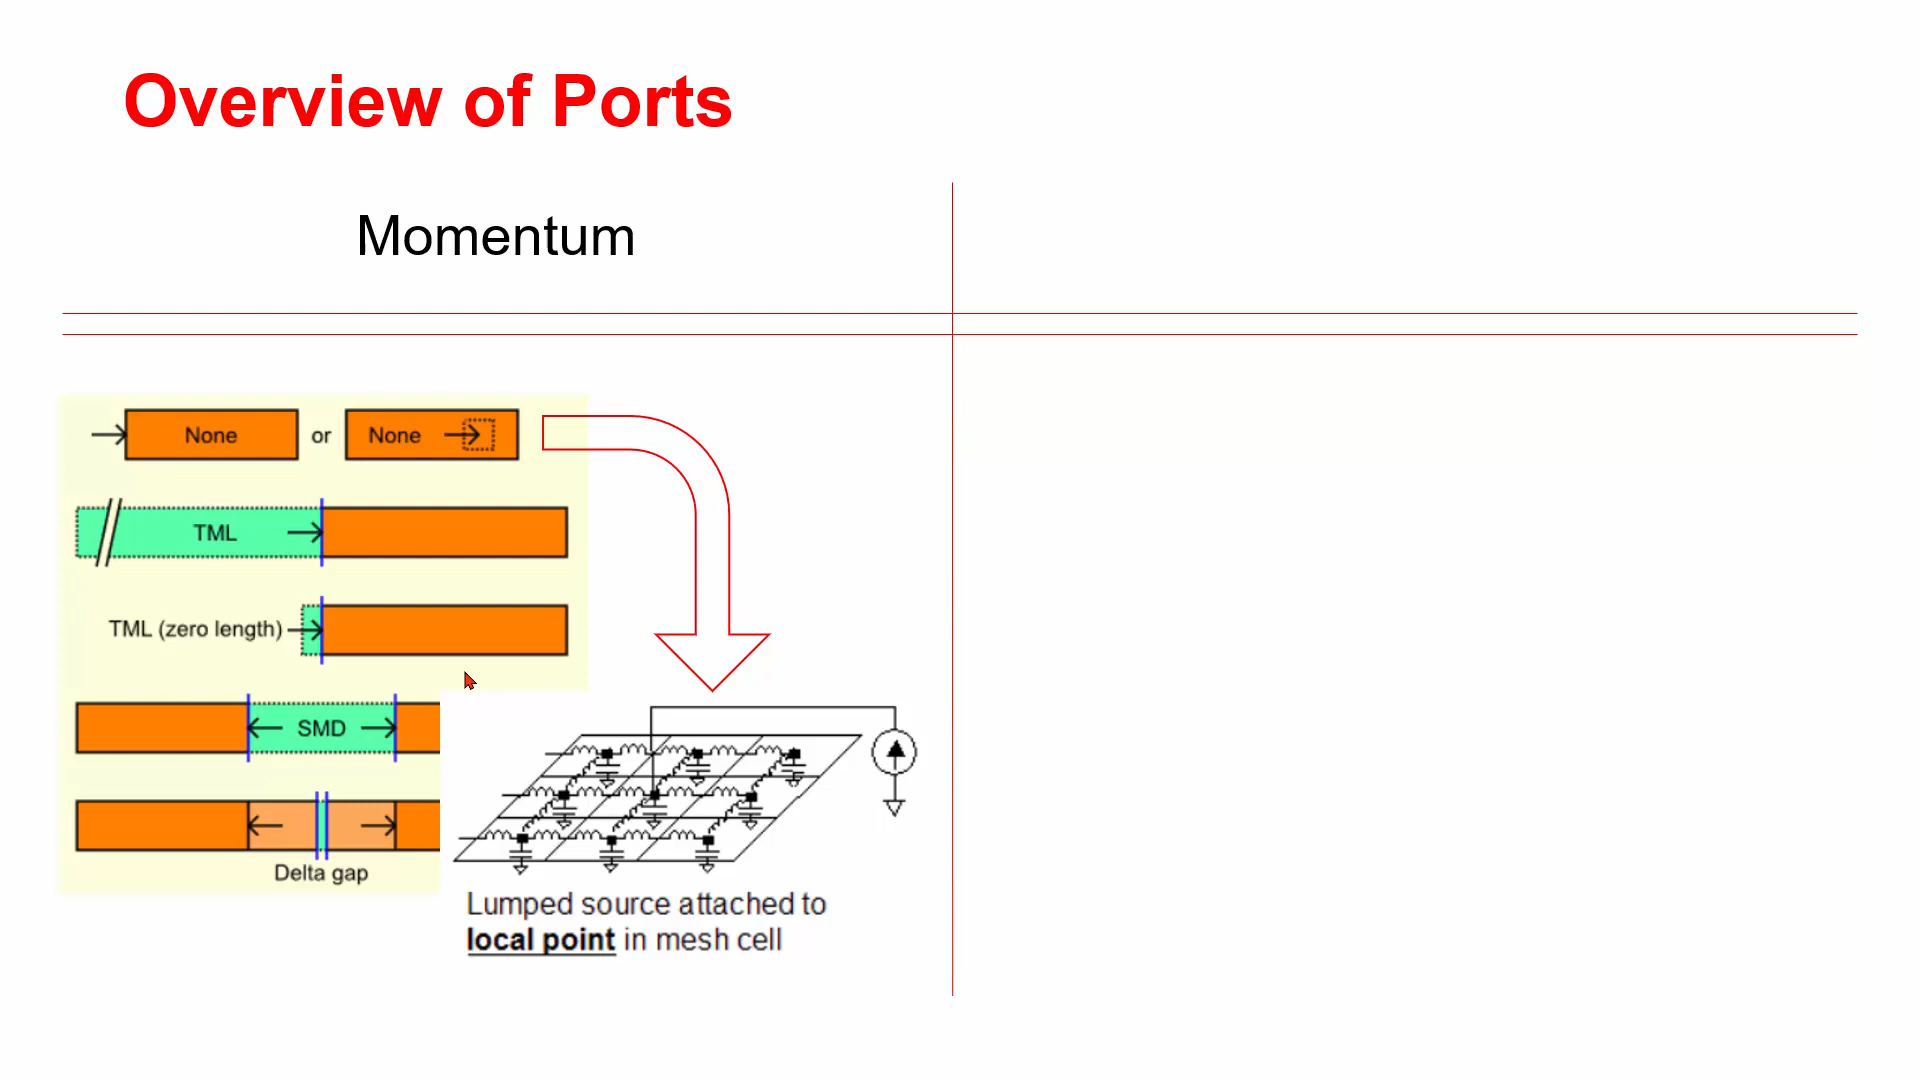 Overview of Ports
Momentum
None or None
TML
TML (zero length)
SMD
Delta gap
Lumped source attached to
local point in mesh cell